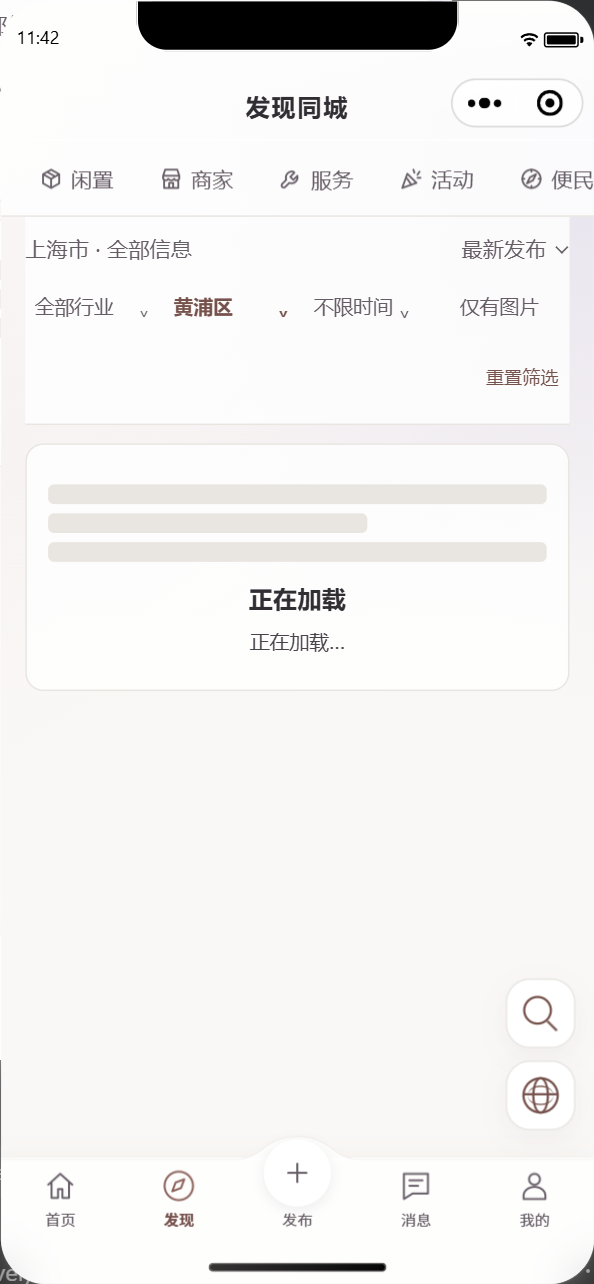 11:42
发现同城
闲置 商家 服务 活动 便民
上海市 · 全部信息 最新发布
全部行业 黄浦区 不限时间 仅有图片
重置筛选
正在加载
正在加载...
首页 发现 发布 消息 我的